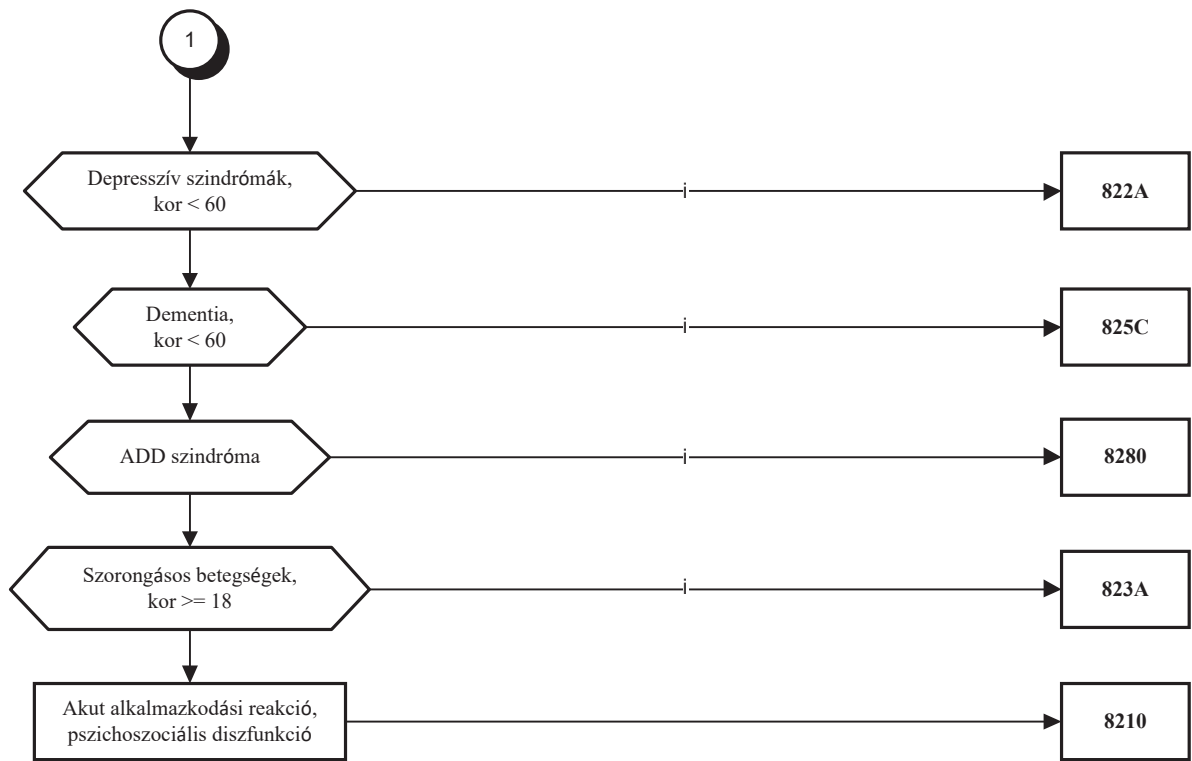 1
Depresszív szindrómák,
kor < 60
i
822A
Dementia,
kor < 60
i
825C
ADD szindróma
i
8280
Szorongásos betegségek,
kor >= 18
i
823A
Akut alkalmazkodási reakció,
pszichoszociális diszfunkció
8210